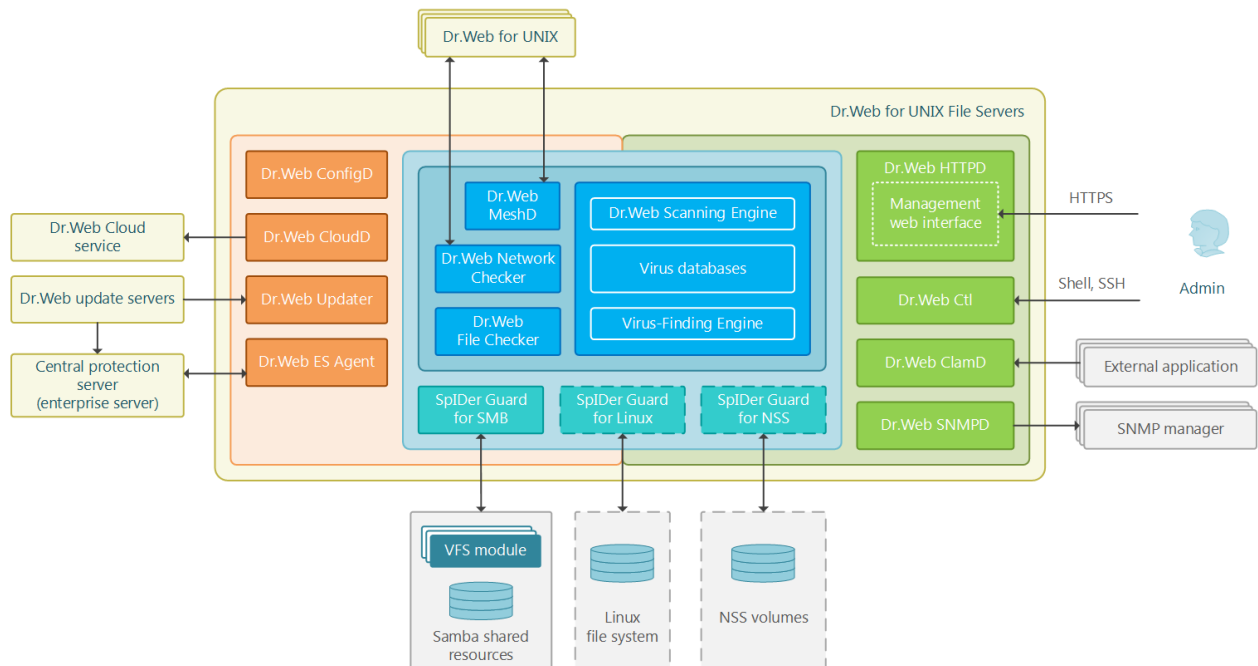 Dr.Web for UNIX
Dr.Web for UNIX File Servers
Dr.Web ConfigD
Dr.Web CloudD
Dr.Web Updater
Dr.Web ES Agent
Dr.Web Cloud
service
Dr.Web update servers
Central protection
server
(enterprise server)
Dr.Web
MeshD
Dr.Web Network
Checker
Dr.Web
File Checker
Dr.Web Scanning Engine
Virus databases
Virus-Finding Engine
SpIDer Guard
for SMB
SpIDer Guard
for Linux
SpIDer Guard
for NSS
Dr.Web HTTPD
Management
web interface
Dr.Web Ctl
Dr.Web ClamD
Dr.Web SNMPD
HTTPS
Shell, SSH
Admin
External application
SNMP manager
VFS module
Samba shared
resources
Linux
file system
NSS volumes